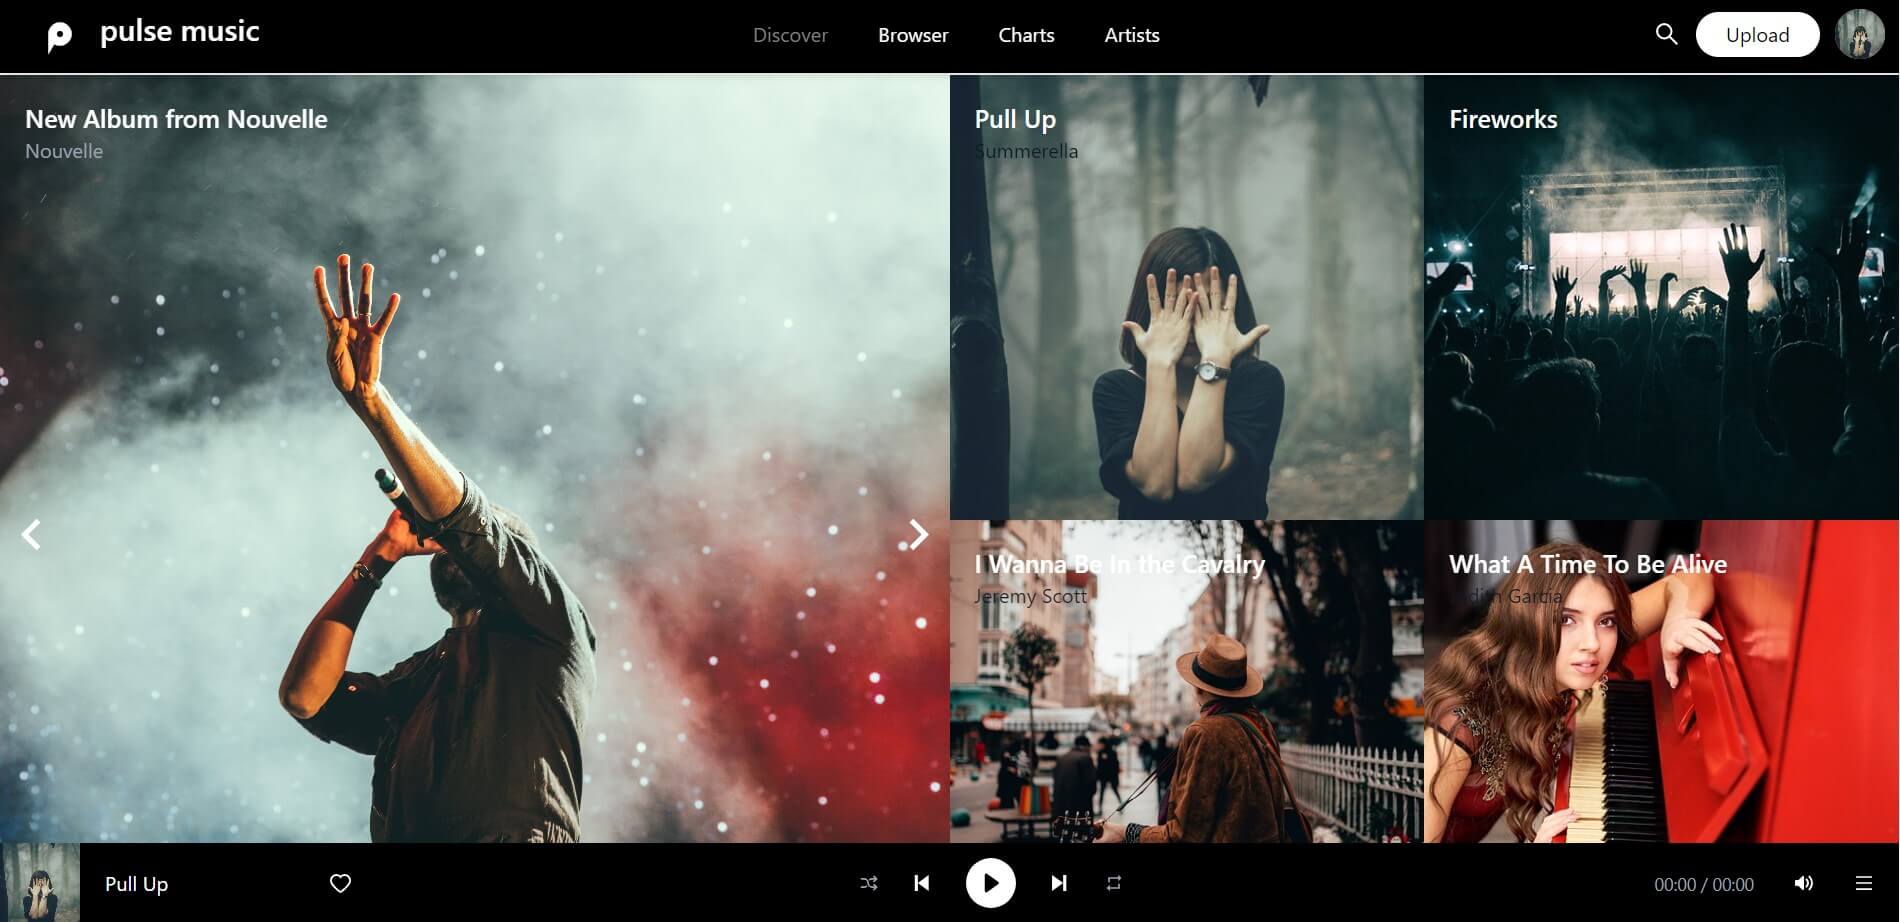 pulse music
Discover
Browser
Charts
Artists
Upload
New Album from Nouvelle
Nouvelle
Pull Up
Summerella
Fireworks
I Wanna Be In the Cavalry
Jeremy Scott
What A Time To Be Alive
Garcia
Pull Up
00:00 / 00:00